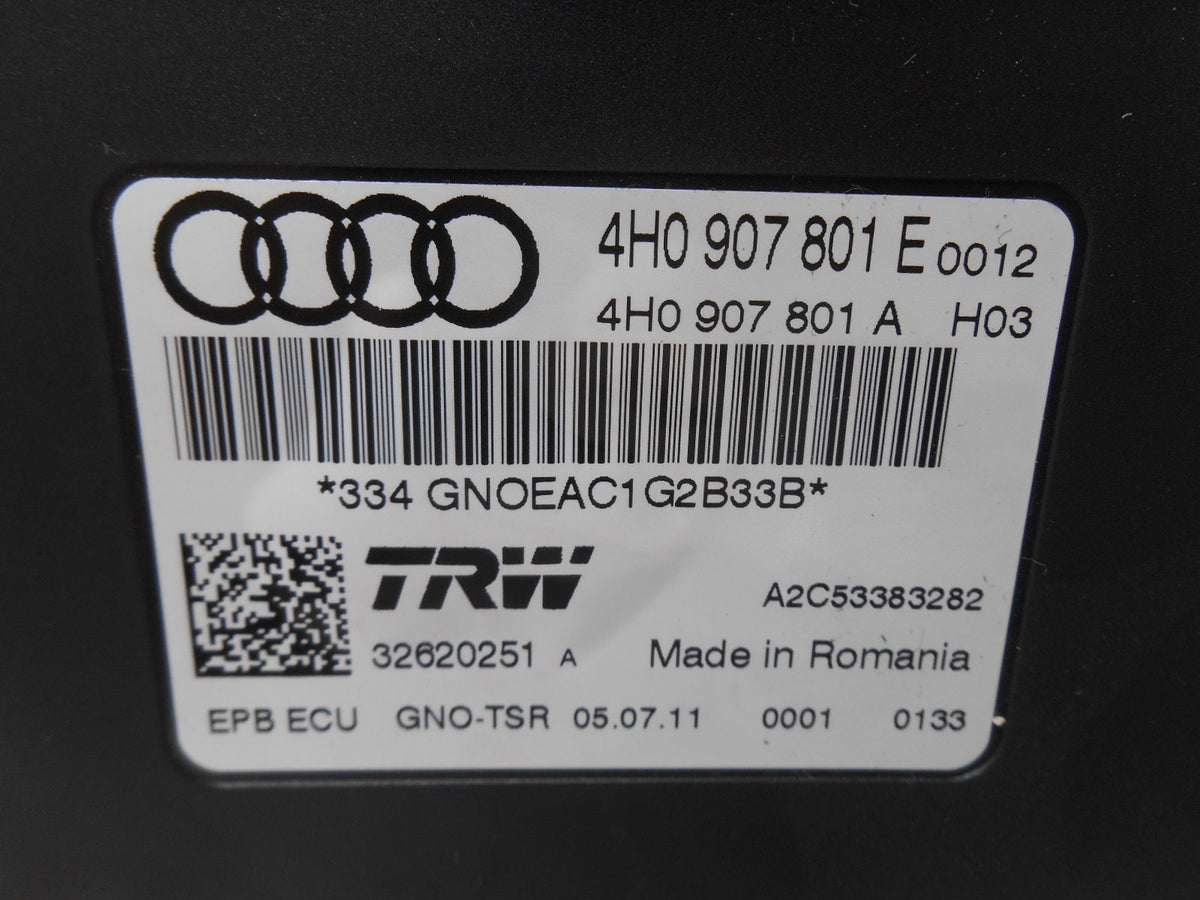 4H0 907 801 E 0012
4H0 907 801 A H03
*334 GNOEAC1G2B33B*
TRW
A2C53383282
32620251 A Made in Romania
EPB ECU GNO-TSR 05.07.11 0001 0133